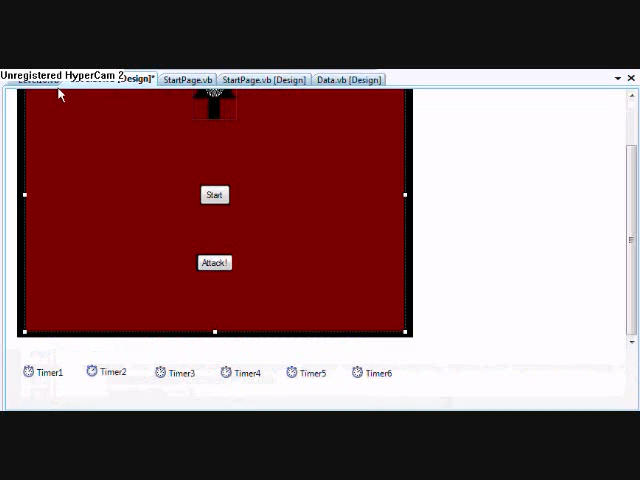 Unregistered HyperCam 2
[Design]* StartPage.vb StartPage.vb [Design] Data.vb [Design]
Start
Attack!
Timer1 Timer2 Timer3 Timer4 Timer5 Timer6